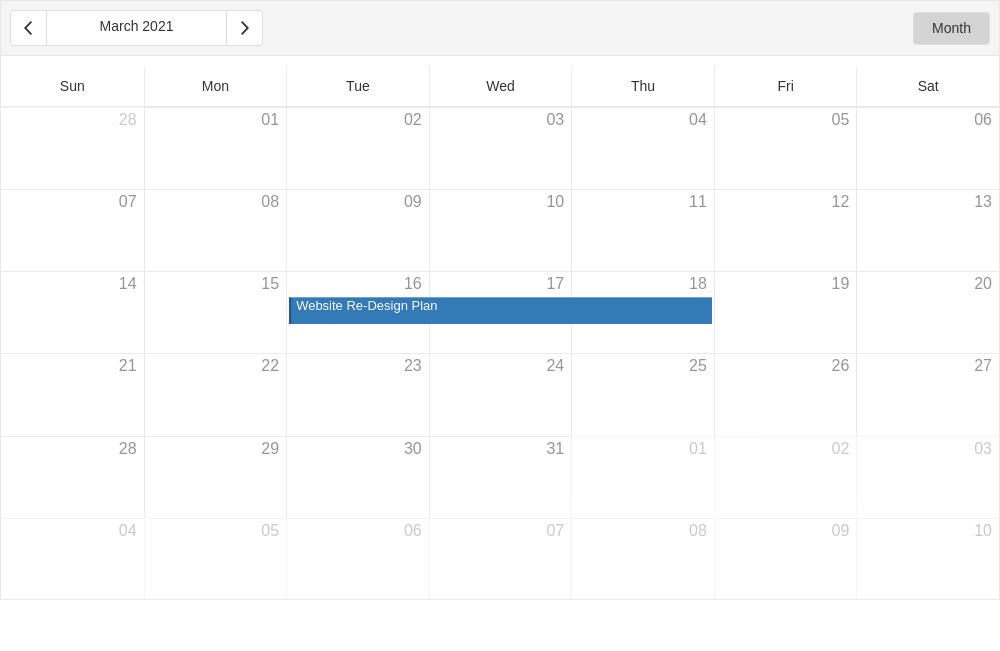 March 2021 Month
Sun Mon Tue Wed Thu Fri Sat
28 01 02 03 04 05 06
07 08 09 10 11 12 13
14 15 16 17 18 19 20
Website Re-Design Plan
21 22 23 24 25 26 27
28 29 30 31 01 02 03
04 05 06 07 08 09 10